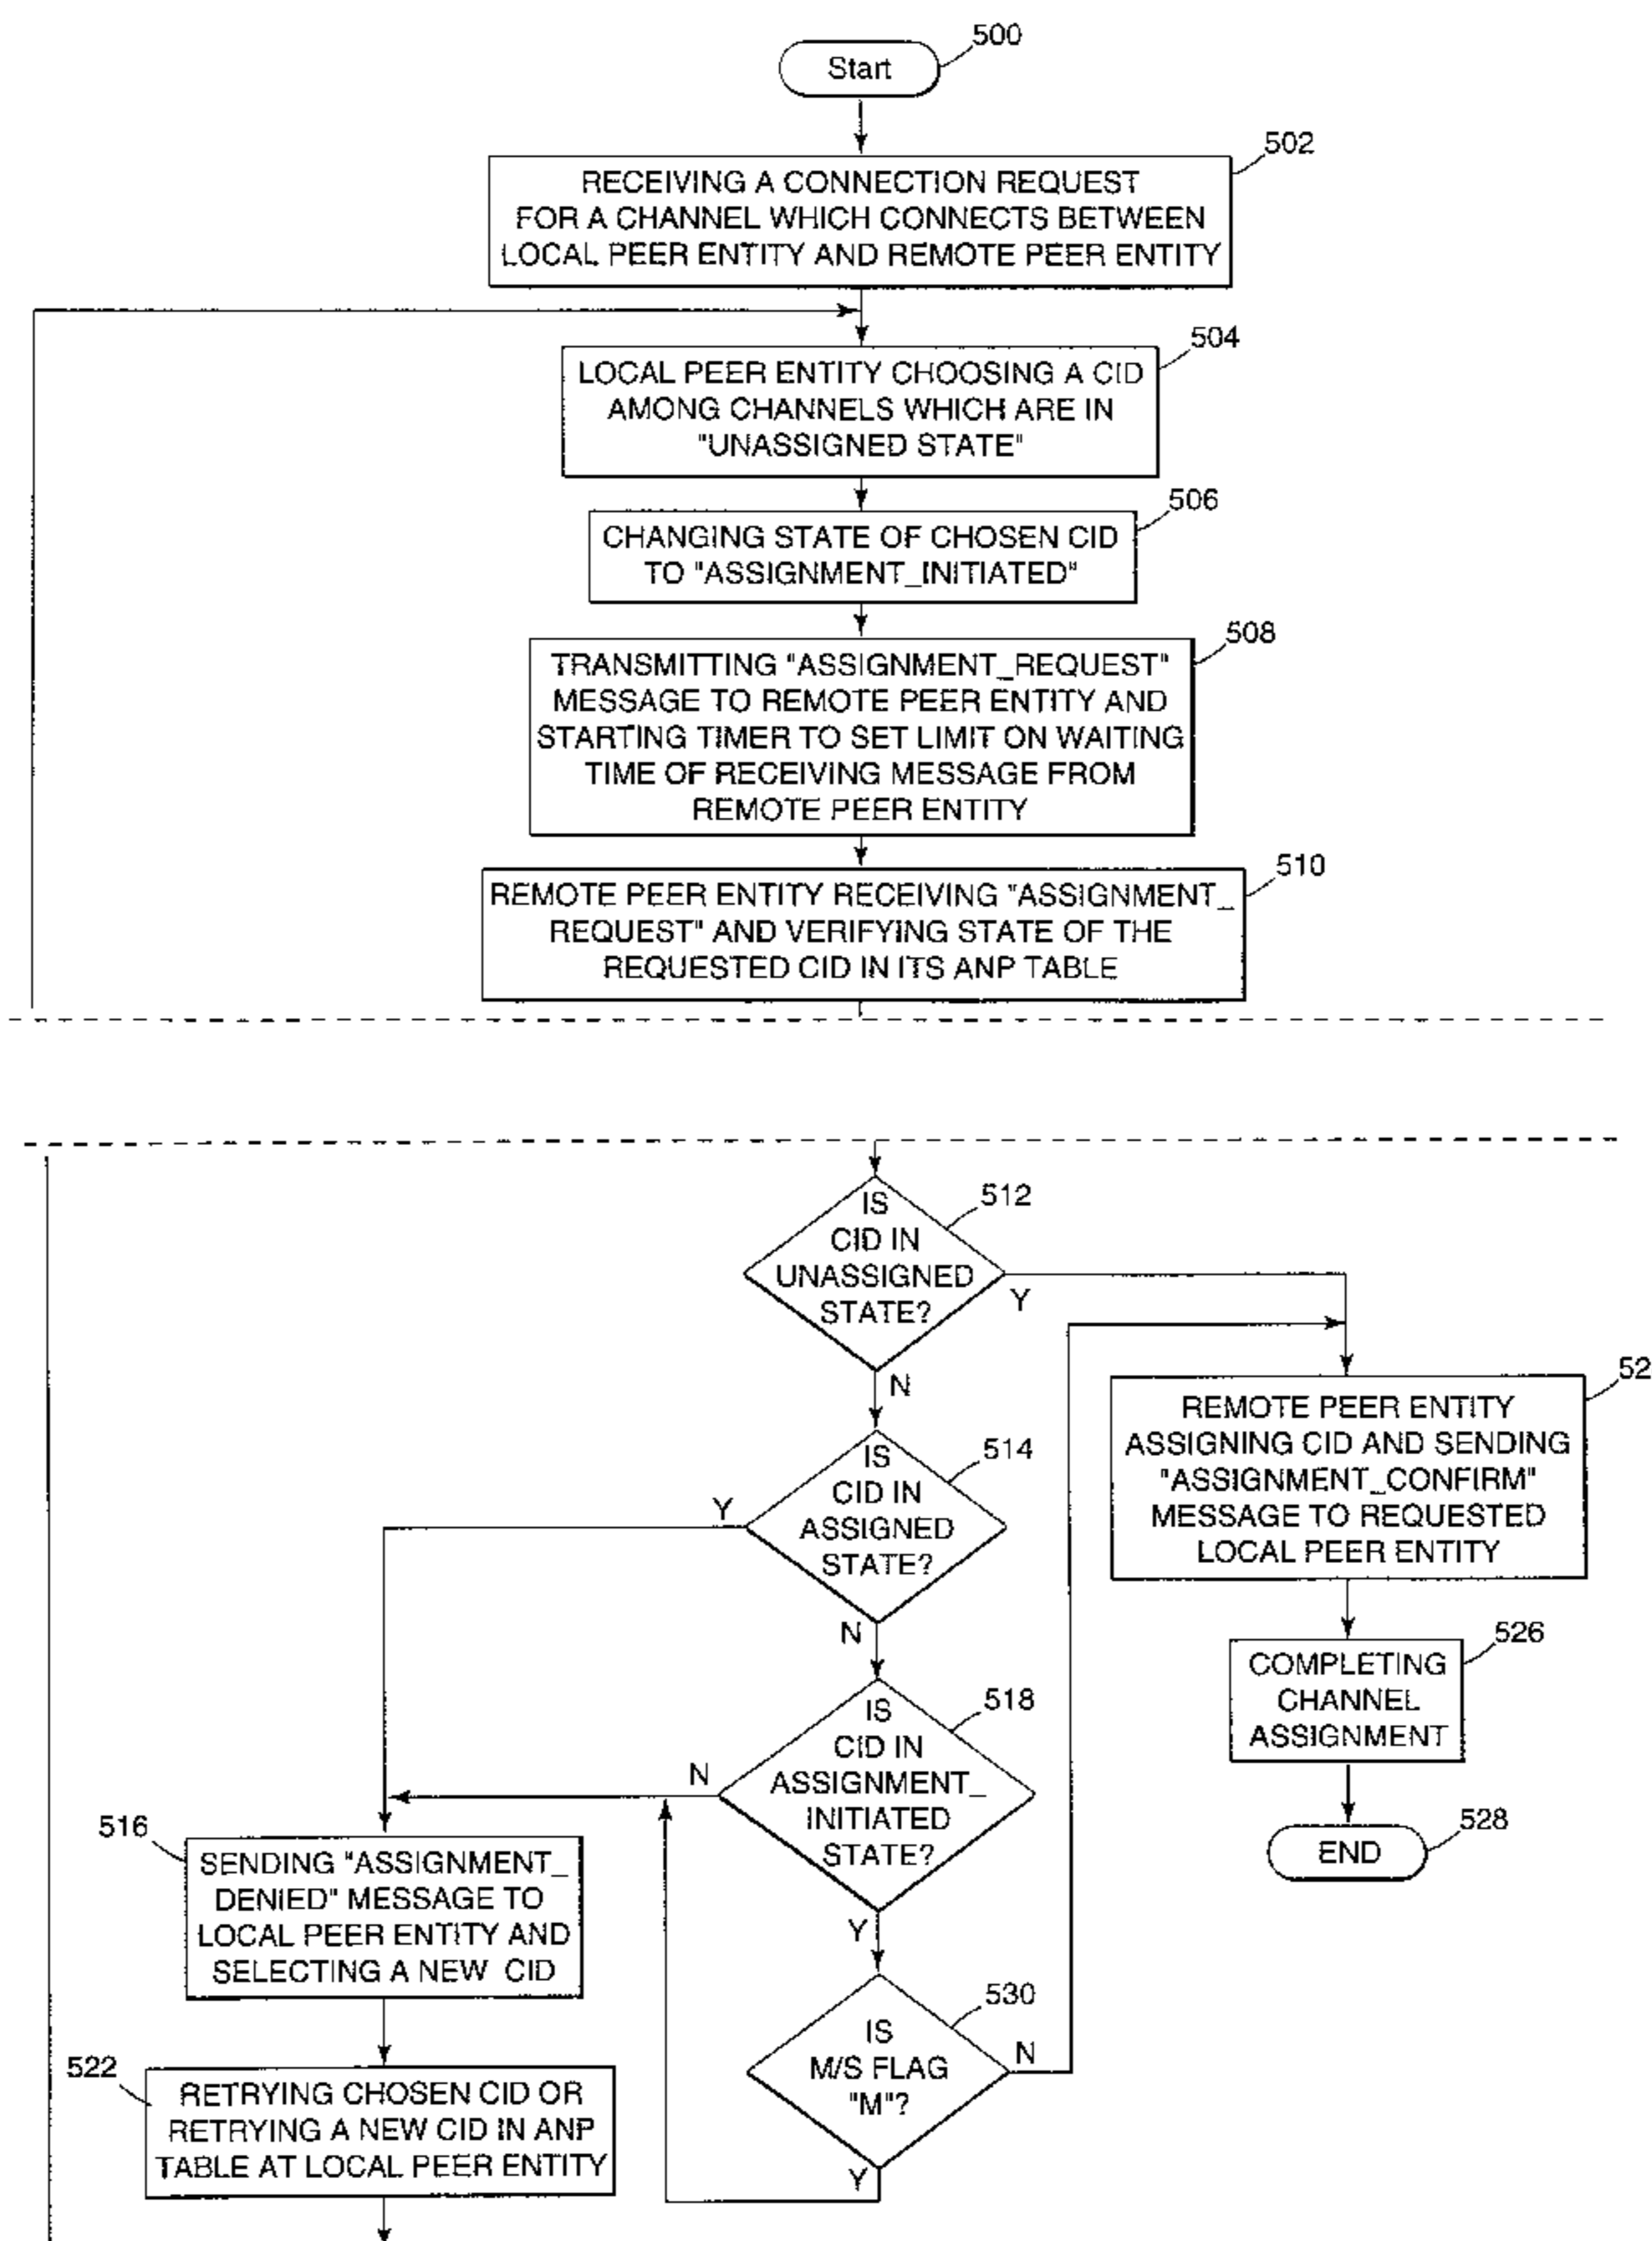 500
Start
502
RECEIVING A CONNECTION REQUEST
FOR A CHANNEL WHICH CONNECTS BETWEEN
LOCAL PEER ENTITY AND REMOTE PEER ENTITY
504
LOCAL PEER ENTITY CHOOSING A CID
AMONG CHANNELS WHICH ARE IN
"UNASSIGNED STATE"
506
CHANGING STATE OF CHOSEN CID
TO "ASSIGNMENT_INITIATED"
508
TRANSMITTING "ASSIGNMENT_REQUEST"
MESSAGE TO REMOTE PEER ENTITY AND
STARTING TIMER TO SET LIMIT ON WAITING
TIME OF RECEIVING MESSAGE FROM
REMOTE PEER ENTITY
510
REMOTE PEER ENTITY RECEIVING "ASSIGNMENT_
REQUEST" AND VERIFYING STATE OF THE
REQUESTED CID IN ITS ANP TABLE
512
IS
CID IN
UNASSIGNED
STATE?
Y
N
52
REMOTE PEER ENTITY
ASSIGNING CID AND SENDING
"ASSIGNMENT_CONFIRM"
MESSAGE TO REQUESTED
LOCAL PEER ENTITY
514
IS
CID IN
ASSIGNED
STATE?
Y
N
526
COMPLETING
CHANNEL
ASSIGNMENT
518
IS
CID IN
ASSIGNMENT_
INITIATED
STATE?
N
Y
528
END
516
SENDING "ASSIGNMENT_
DENIED" MESSAGE TO
LOCAL PEER ENTITY AND
SELECTING A NEW CID
530
IS
M/S FLAG
"M"?
N
Y
522
RETRYING CHOSEN CID OR
RETRYING A NEW CID IN ANP
TABLE AT LOCAL PEER ENTITY